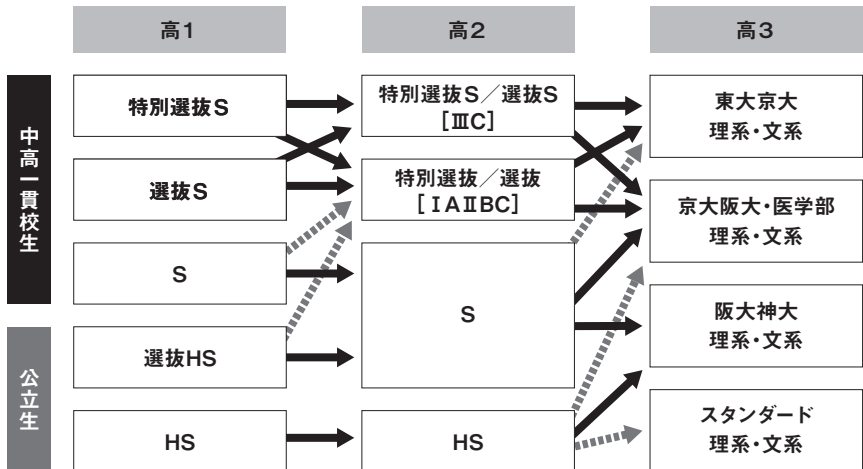 高1
高2
高3
中高一貫校生
公立生
特別選抜S
選抜S
S
選抜HS
HS
特別選抜S／選抜S
[ⅢC]
特別選抜／選抜
[ⅠAⅡBC]
S
HS
東大京大
理系・文系
京大阪大・医学部
理系・文系
阪大神大
理系・文系
スタンダード
理系・文系